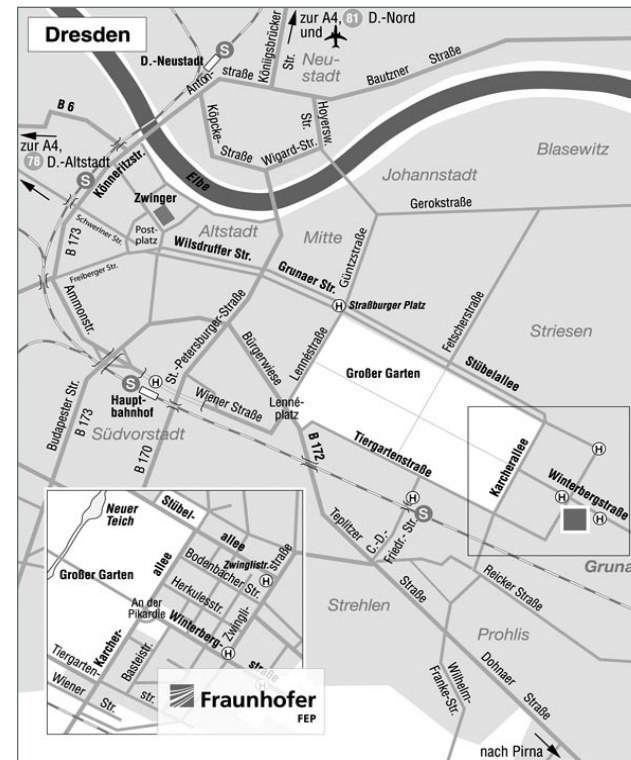 Dresden
zur A4, 81 D.-Nord
und
D.-Neustadt
S
Königsbrücker
Str.
Neu-
stadt
Bautzner
Straße
Anton-
straße
B 6
zur A4,
78 D.-Altstadt
Könneritzstr.
S
Köpcke-
Straße
Hoyersw.
Str.
Wigard-Str.
Elbe
Blasewitz
Johannstadt
Zwinger
Gerokstraße
Schweriner Str.
Post-
platz
Altstadt
Mitte
B 173
Wilsdruffer Str.
Güntzstraße
Freiberger Str.
Grunaer Str.
H
Straßburger Platz
Fetscherstraße
Ammonstr.
St.-Petersburger-Straße
Bürgerwiese
Lennéstraße
Striesen
Großer Garten
Stübelallee
S
H
Haupt-
bahnhof
Wiener Straße
Lenné-
platz
Budapester Str.
B 173
Südvorstadt
B 170
B 172
Tiergartenstraße
Karcherallee
H
Winterbergstraße
H
H
H
S
Teplitzer
Straße
C.-D.-
Friedr.-Str.
Gruna
Reicker Straße
Strehlen
Prohlis
Dohnaer
Straße
Wilhelm-
Franke-Str.
nach Pirna
Neuer
Teich
Stübel-
allee
Zwinglistr.
H
Großer Garten
allee
Bodenbacher Str.
straße
Herkulesstr.
An der
Pikardie
Winterberg-
straße
Zwingli-
H
Karcher-
Basteistr.
H
Tiergarten-
str.
Wiener
Str.
Fraunhofer
FEP